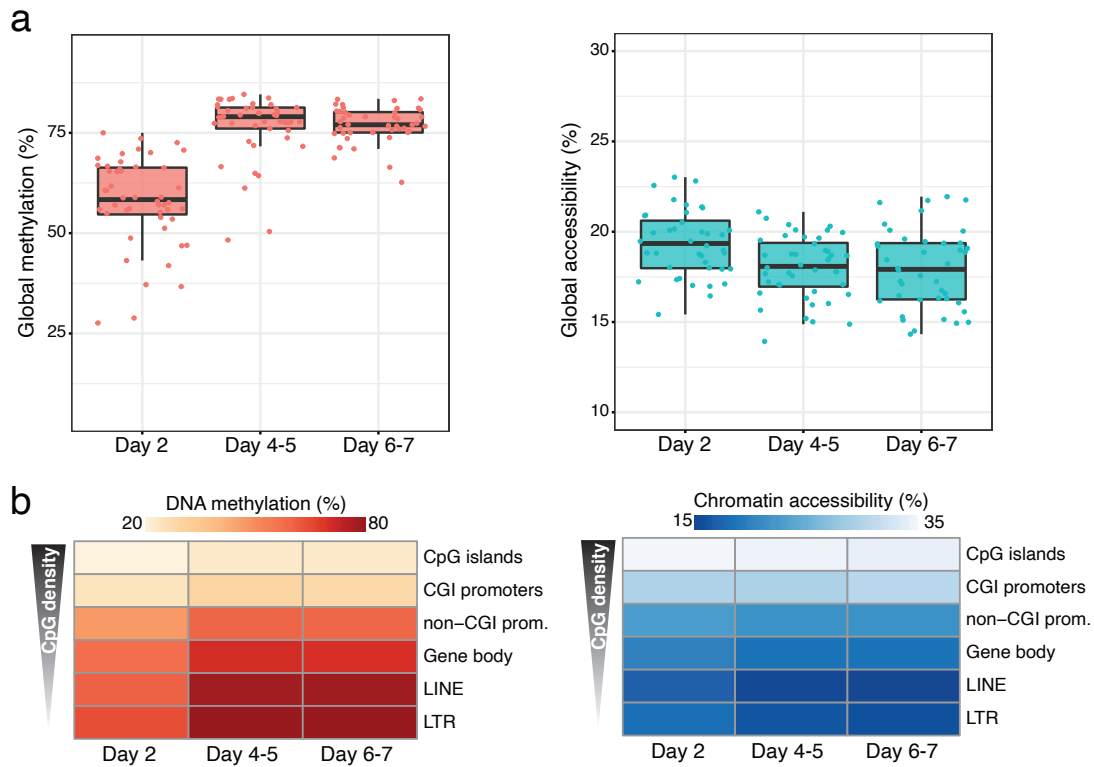 a
Global methylation (%)
75
50
25
Day 2
Day 4-5
Day 6-7
Global accessibility (%)
30
25
20
15
10
Day 2
Day 4-5
Day 6-7
b
DNA methylation (%)
20
80
CpG density
CpG islands
CGI promoters
non−CGI prom.
Gene body
LINE
LTR
Day 2
Day 4-5
Day 6-7
Chromatin accessibility (%)
15
35
CpG density
CpG islands
CGI promoters
non−CGI prom.
Gene body
LINE
LTR
Day 2
Day 4-5
Day 6-7